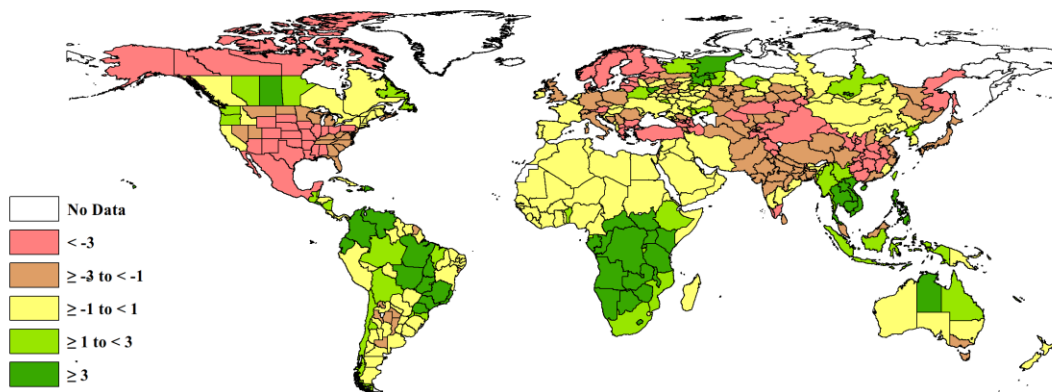 No Data
< -3
≥ -3 to < -1
≥ -1 to < 1
≥ 1 to < 3
≥ 3